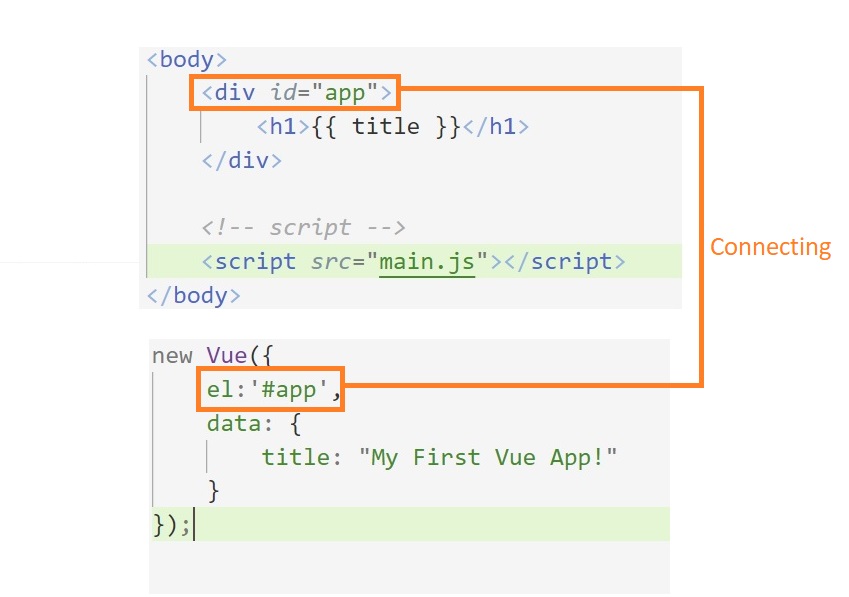 <body>
<div id="app">
<h1>{{ title }}</h1>
</div>
<!-- script -->
<script src="main.js"></script>
Connecting
</body>
new Vue({
el:'#app',
data: {
title: "My First Vue App!"
}
});